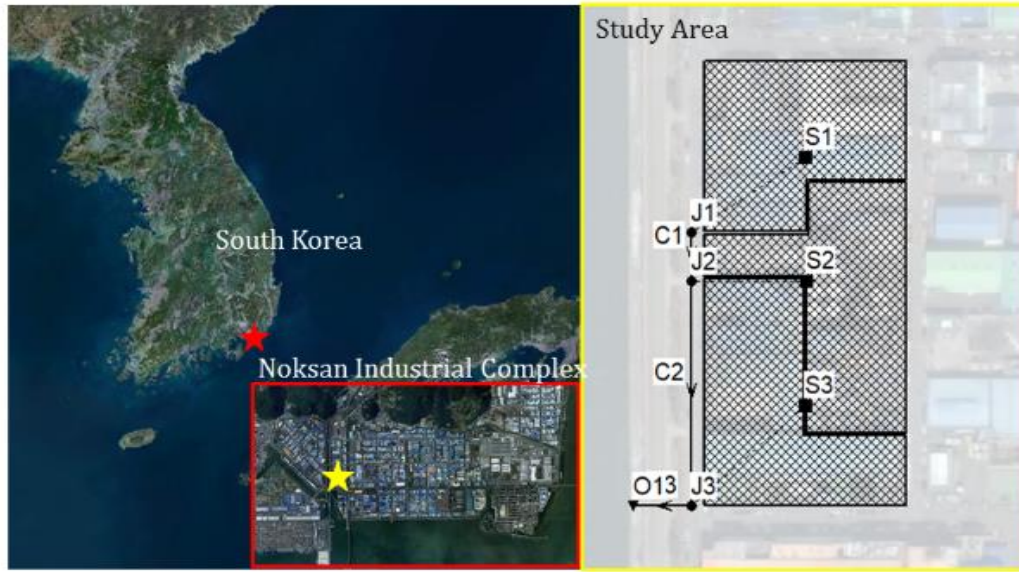 Study Area
South Korea
Noksan Industrial Complex
S1
J1
C1
J2
S2
C2
S3
O13
J3